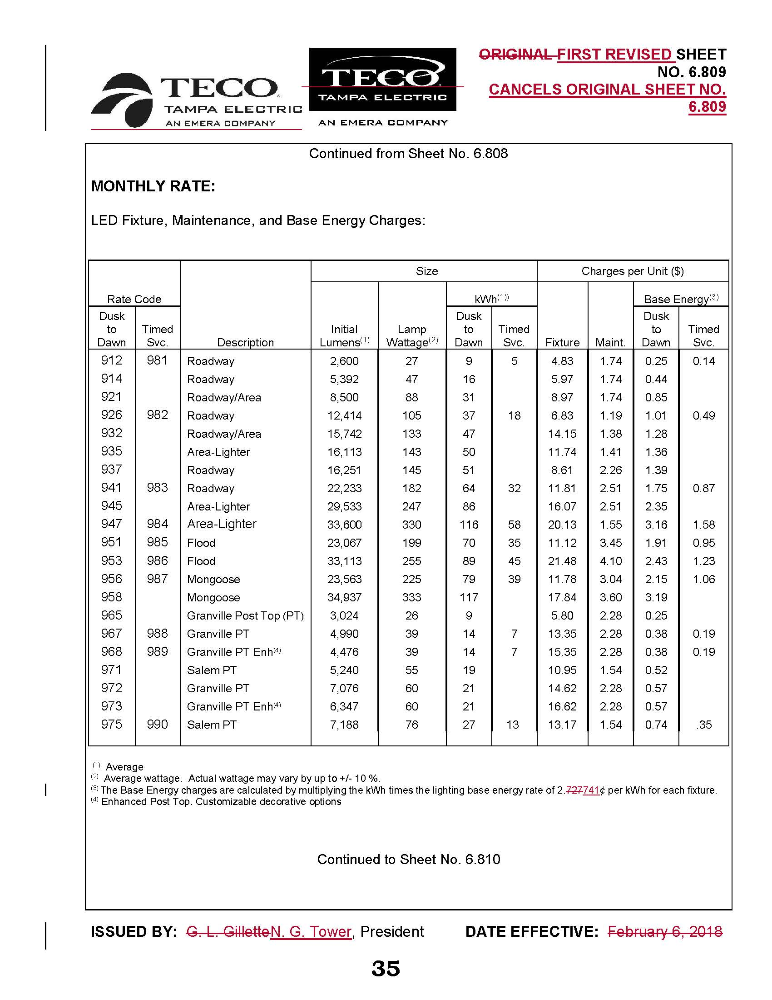 ORIGINAL FIRST REVISED SHEET
NO. 6.809
CANCELS ORIGINAL SHEET NO.
6.809
TECO.
TAMPA ELECTRIC
AN EMERA COMPANY
TECO
TAMPA ELECTRIC
AN EMERA COMPANY
Continued from Sheet No. 6.808
MONTHLY RATE:
LED Fixture, Maintenance, and Base Energy Charges:
Size Charges per Unit ($)
Rate Code kWh(1)) Base Energy(3)
Dusk Dusk Dusk
to Timed Initial Lamp to Timed to Timed
Dawn Svc. Description Lumens(1) Wattage(2) Dawn Svc. Fixture Maint. Dawn Svc.
912 981 Roadway 2,600 27 9 5 4.83 1.74 0.25 0.14
914 Roadway 5,392 47 16 5.97 1.74 0.44
921 Roadway/Area 8,500 88 31 8.97 1.74 0.85
926 982 Roadway 12,414 105 37 18 6.83 1.19 1.01 0.49
932 Roadway/Area 15,742 133 47 14.15 1.38 1.28
935 Area-Lighter 16,113 143 50 11.74 1.41 1.36
937 Roadway 16,251 145 51 8.61 2.26 1.39
941 983 Roadway 22,233 182 64 32 11.81 2.51 1.75 0.87
945 Area-Lighter 29,533 247 86 16.07 2.51 2.35
947 984 Area-Lighter 33,600 330 116 58 20.13 1.55 3.16 1.58
951 985 Flood 23,067 199 70 35 11.12 3.45 1.91 0.95
953 986 Flood 33,113 255 89 45 21.48 4.10 2.43 1.23
956 987 Mongoose 23,563 225 79 39 11.78 3.04 2.15 1.06
958 Mongoose 34,937 333 117 17.84 3.60 3.19
965 Granville Post Top (PT) 3,024 26 9 5.80 2.28 0.25
967 988 Granville PT 4,990 39 14 7 13.35 2.28 0.38 0.19
968 989 Granville PT Enh(4) 4,476 39 14 7 15.35 2.28 0.38 0.19
971 Salem PT 5,240 55 19 10.95 1.54 0.52
972 Granville PT 7,076 60 21 14.62 2.28 0.57
973 Granville PT Enh(4) 6,347 60 21 16.62 2.28 0.57
975 990 Salem PT 7,188 76 27 13 13.17 1.54 0.74 .35
(1) Average
(2) Average wattage. Actual wattage may vary by up to +/- 10 %.
(3) The Base Energy charges are calculated by multiplying the kWh times the lighting base energy rate of 2.727741¢ per kWh for each fixture.
(4) Enhanced Post Top. Customizable decorative options
Continued to Sheet No. 6.810
ISSUED BY: G. L. GilletteN. G. Tower, President DATE EFFECTIVE: February 6, 2018
35